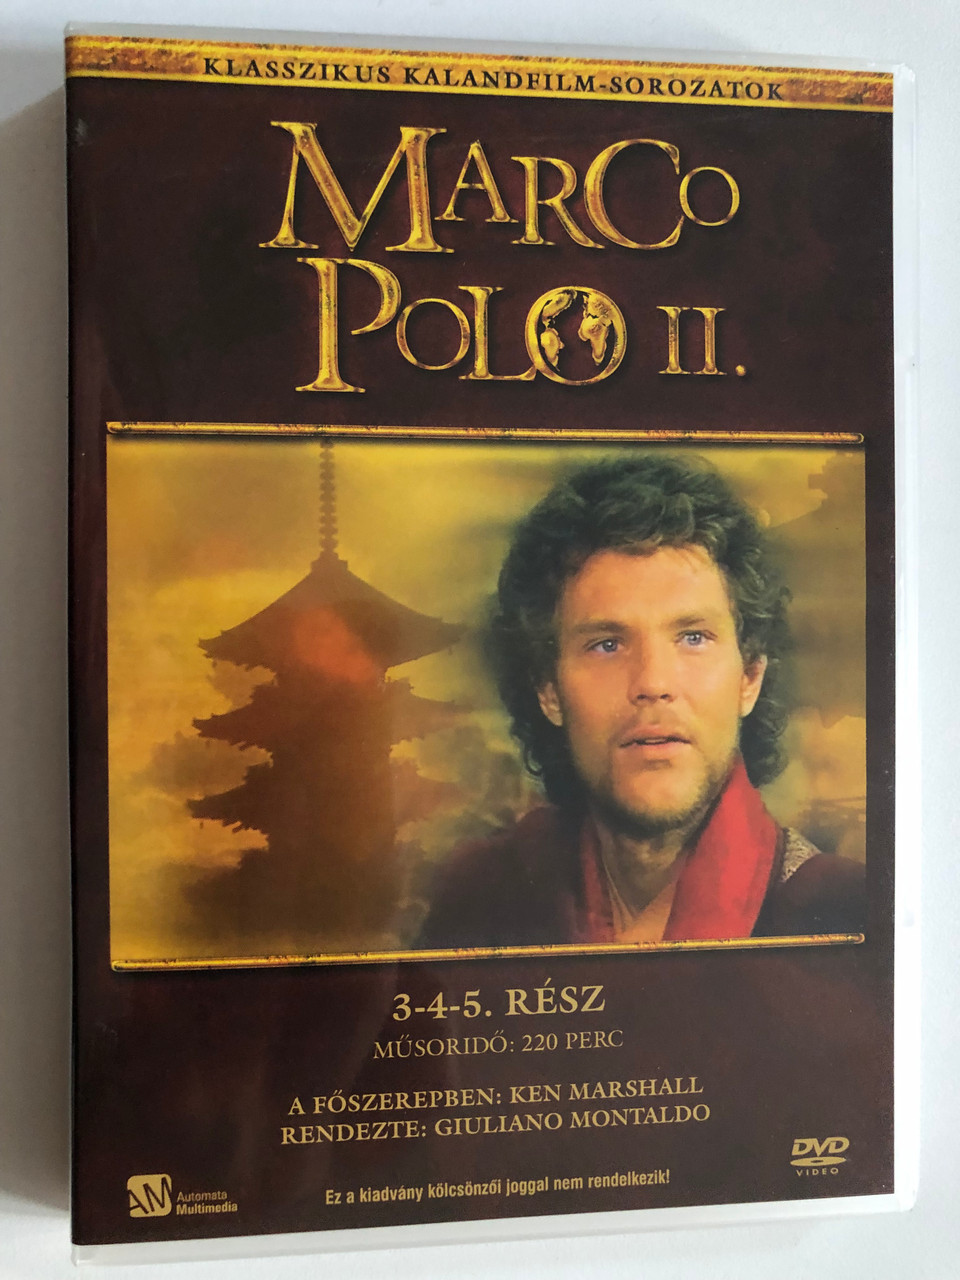 KLASSZIKUS KALANDFILM-SOROZATOK
MARCO
POLO II.
3-4-5. RÉSZ
MŰSORIDŐ: 220 PERC
A FŐSZEREPBEN: KEN MARSHALL
RENDEZTE: GIULIANO MONTALDO
DVD
VIDEO
AM Automata
Multimedia
Ez a kiadvány kölcsönzői joggal nem rendelkezik!